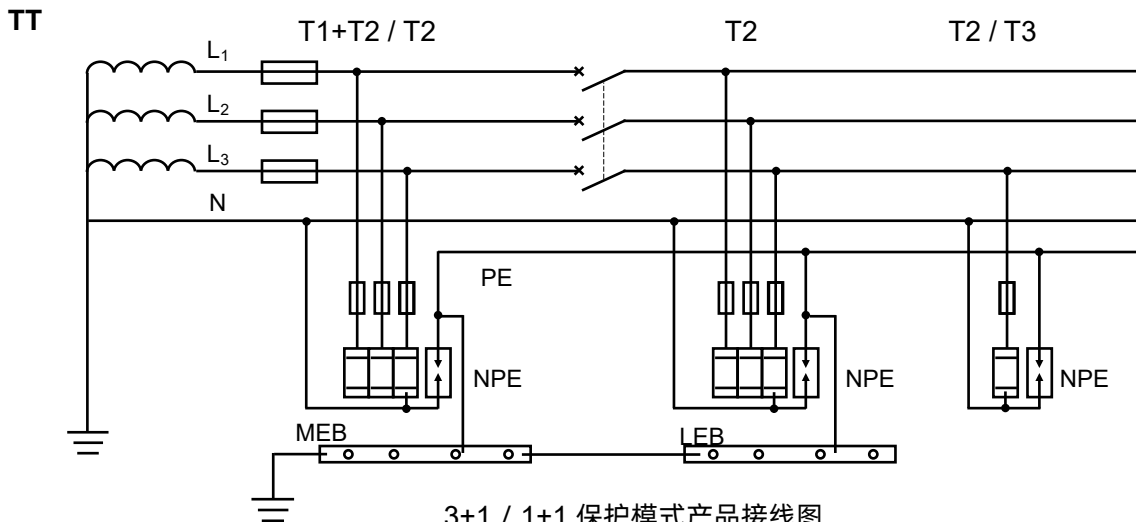 TT
T1+T2 / T2
T2
T2 / T3
L₁
L₂
L₃
N
PE
NPE
NPE
NPE
MEB
LEB
3+1 / 1+1 保护模式产品接线图